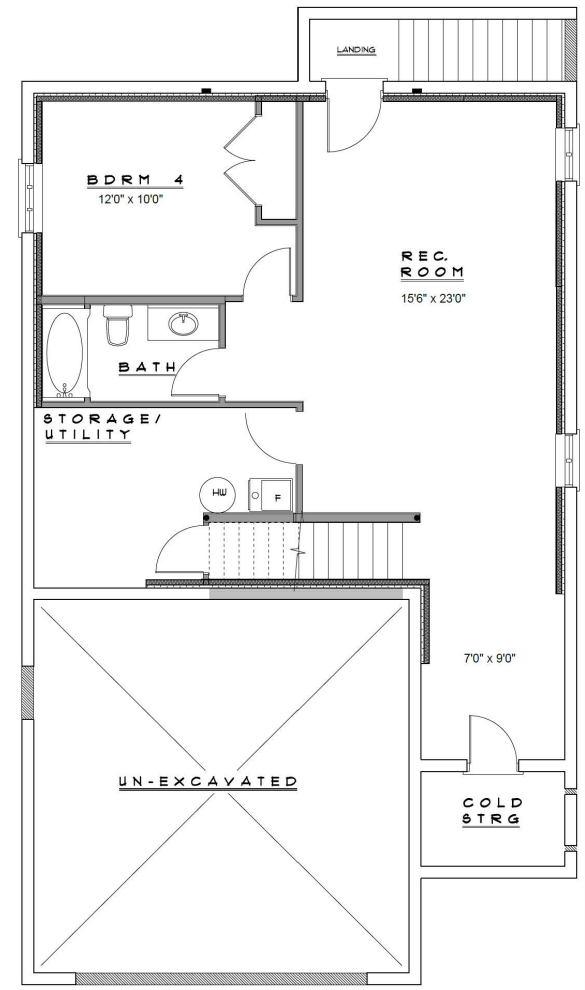 LANDING
BDRM 4
12'0" x 10'0"
REC.
ROOM
15'6" x 23'0"
BATH
STORAGE/
UTILITY
HW
F
7'0" x 9'0"
UN-EXCAVATED
COLD
STRG